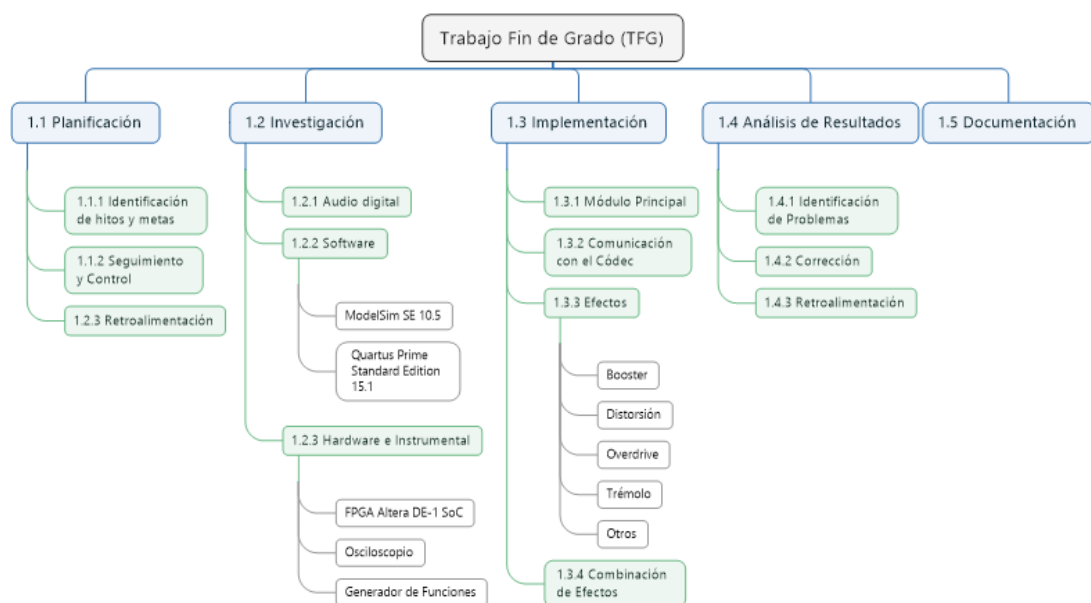 Trabajo Fin de Grado (TFG)
1.1 Planificación
1.2 Investigación
1.3 Implementación
1.4 Análisis de Resultados
1.5 Documentación
1.1.1 Identificación
de hitos y metas
1.1.2 Seguimiento
y Control
1.2.3 Retroalimentación
1.2.1 Audio digital
1.2.2 Software
ModelSim SE 10.5
Quartus Prime
Standard Edition
15.1
1.2.3 Hardware e Instrumental
FPGA Altera DE-1 SoC
Osciloscopio
Generador de Funciones
1.3.1 Módulo Principal
1.3.2 Comunicación
con el Códec
1.3.3 Efectos
Booster
Distorsión
Overdrive
Trémolo
Otros
1.3.4 Combinación
de Efectos
1.4.1 Identificación
de Problemas
1.4.2 Corrección
1.4.3 Retroalimentación